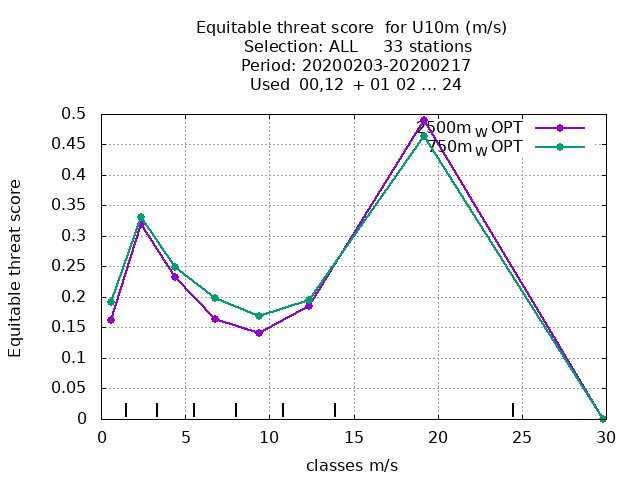 Equitable threat score for U10m (m/s)
Selection: ALL 33 stations
Period: 20200203-20200217
Used 00,12 + 01 02 ... 24
0.5
0.45
0.4
0.35
0.3
0.25
0.2
0.15
0.1
0.05
0
Equitable threat score
2500m W OPT
750m W OPT
0 5 10 15 20 25 30
classes m/s